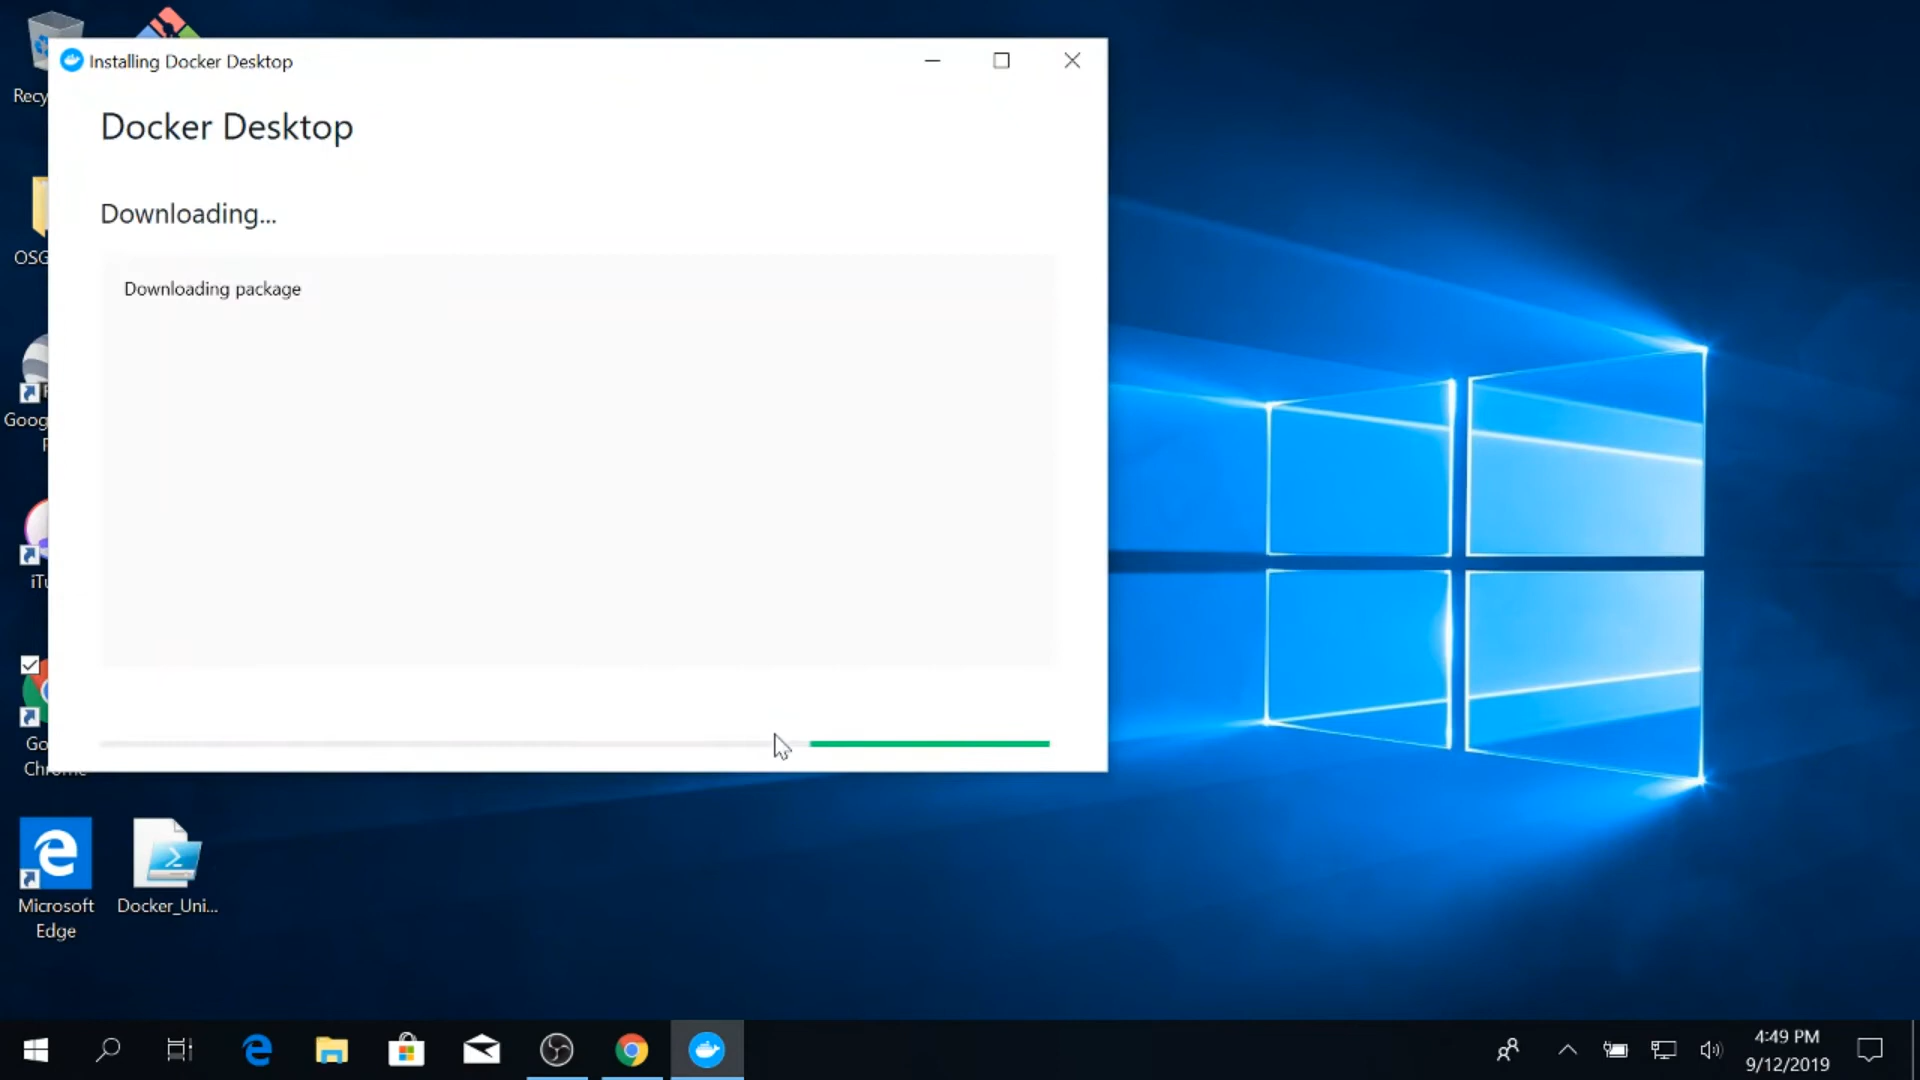 Installing Docker Desktop
Docker Desktop
Downloading...
Downloading package
Recy
OSG
Goog
iTu
Go
Chrome
Microsoft
Edge
Docker_Uni...
4:49 PM
9/12/2019